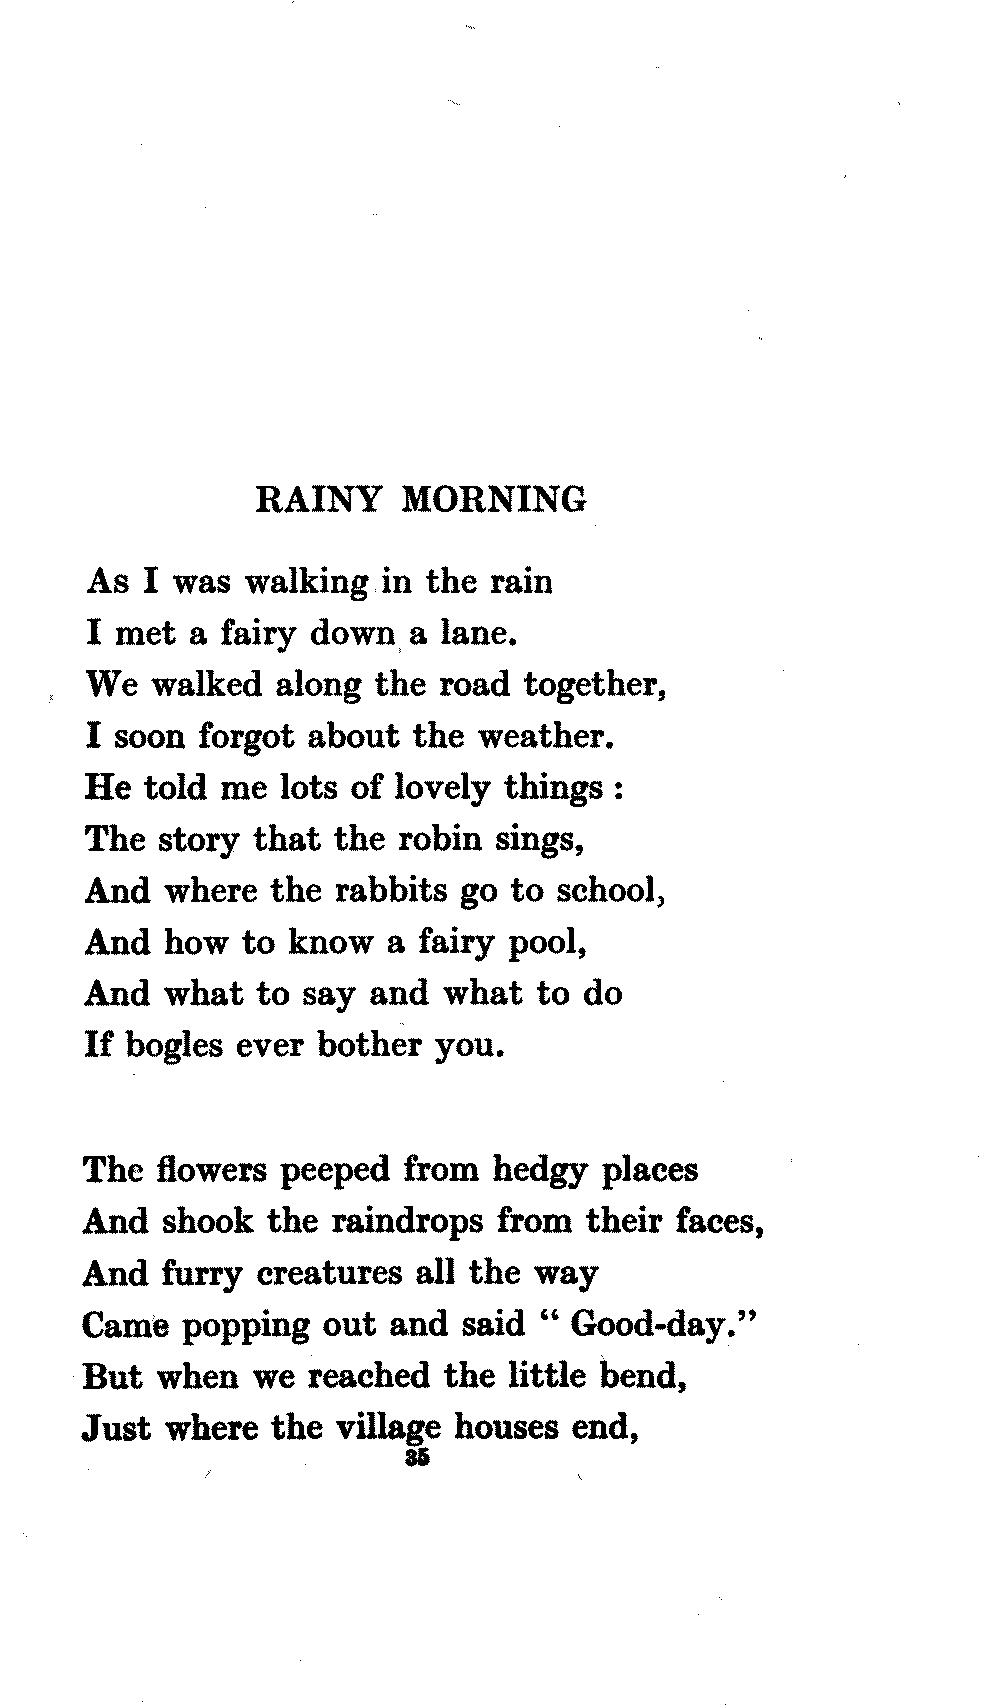 RAINY MORNING
As I was walking in the rain
I met a fairy down a lane.
We walked along the road together,
I soon forgot about the weather.
He told me lots of lovely things :
The story that the robin sings,
And where the rabbits go to school,
And how to know a fairy pool,
And what to say and what to do
If bogles ever bother you.
The flowers peeped from hedgy places
And shook the raindrops from their faces,
And furry creatures all the way
Came popping out and said “ Good-day.”
But when we reached the little bend,
Just where the village houses end,
35